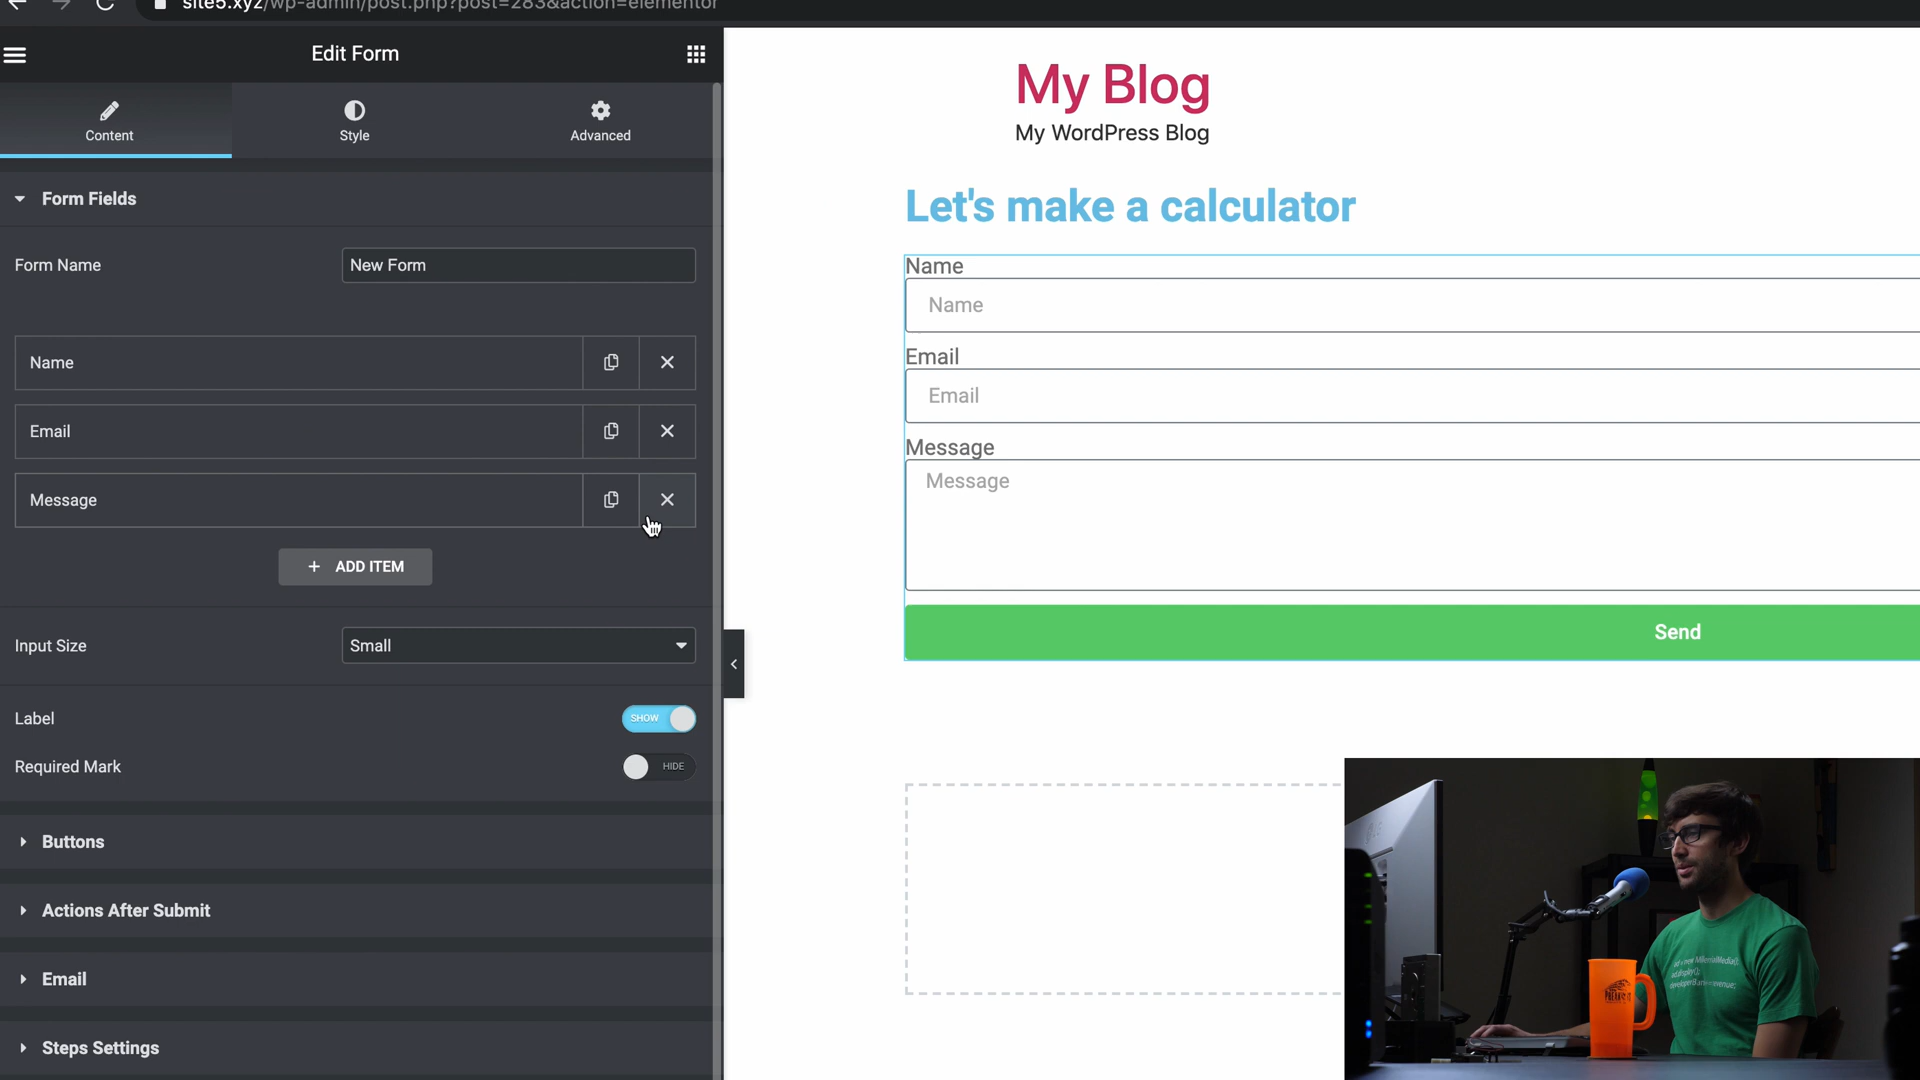 site5.xyz/wp-admin/post.php?post=283&action=elementor
Edit Form
Content
Style
Advanced
Form Fields
Form Name
New Form
Name
Email
Message
+ ADD ITEM
Input Size
Small
Label
SHOW
Required Mark
HIDE
Buttons
Actions After Submit
Email
Steps Settings
My Blog
My WordPress Blog
Let's make a calculator
Name
Name
Email
Email
Message
Message
Send